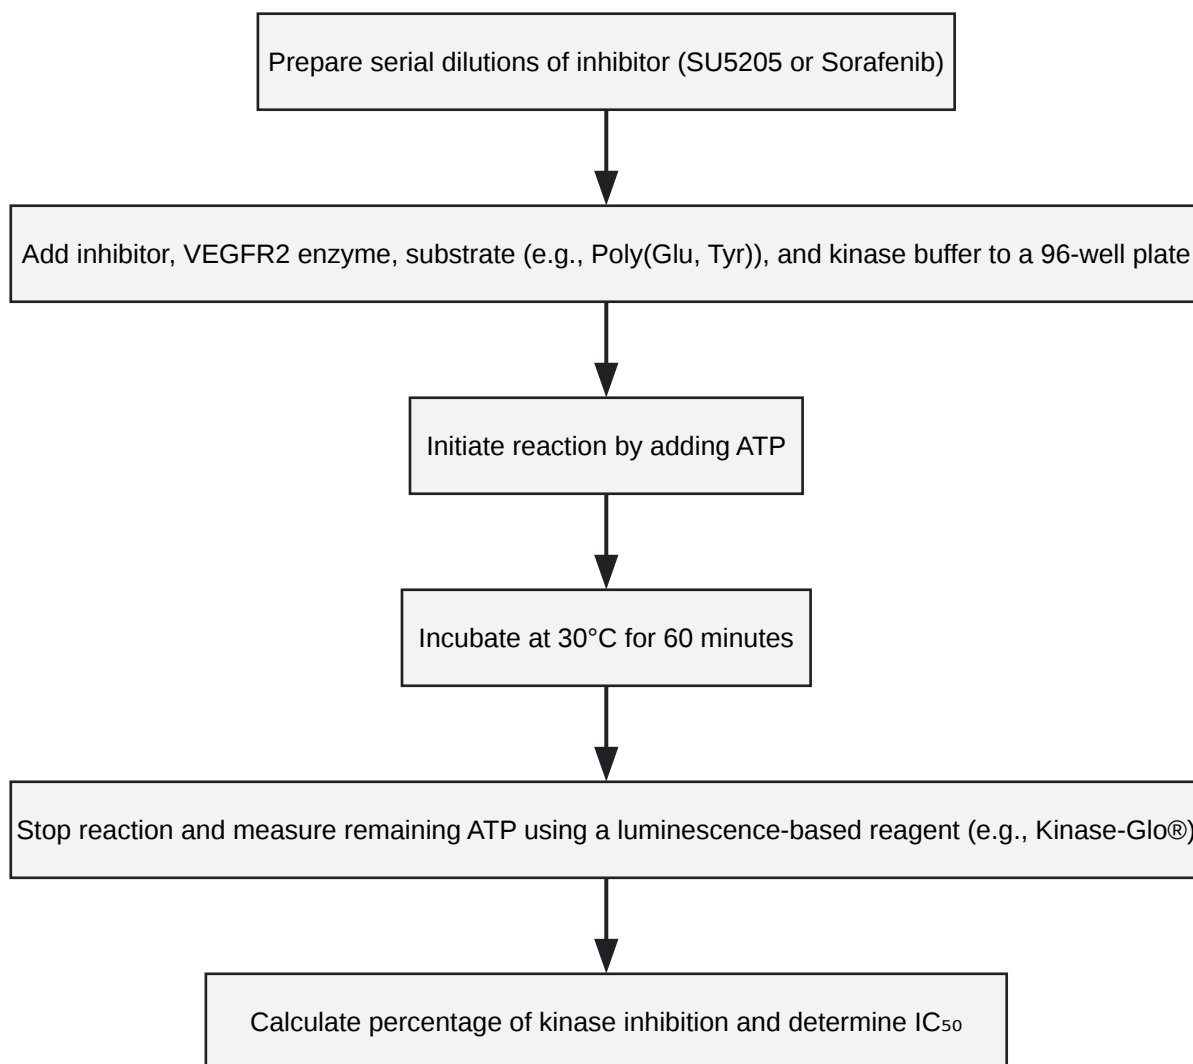 Prepare serial dilutions of inhibitor (SU5205 or Sorafenib)
Add inhibitor, VEGFR2 enzyme, substrate (e.g., Poly(Glu, Tyr)), and kinase buffer to a 96-well plate
Initiate reaction by adding ATP
Incubate at 30°C for 60 minutes
Stop reaction and measure remaining ATP using a luminescence-based reagent (e.g., Kinase-Glo®)
Calculate percentage of kinase inhibition and determine IC₅₀